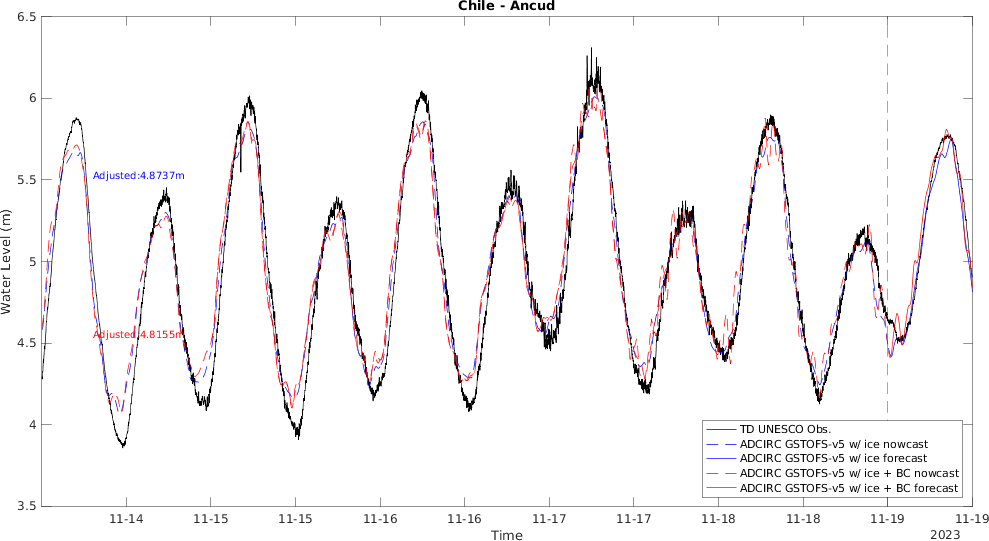 Chile - Ancud
6.5
6
5.5
5
4.5
4
3.5
Water Level (m)
Adjusted:4.8737m
Adjusted:4.8155m
TD UNESCO Obs.
ADCIRC GSTOFS-v5 w/ ice nowcast
ADCIRC GSTOFS-v5 w/ ice forecast
ADCIRC GSTOFS-v5 w/ ice + BC nowcast
ADCIRC GSTOFS-v5 w/ ice + BC forecast
11-14 11-15 11-15 11-16 11-16 11-17 11-17 11-18 11-18 11-19 11-19
Time
2023